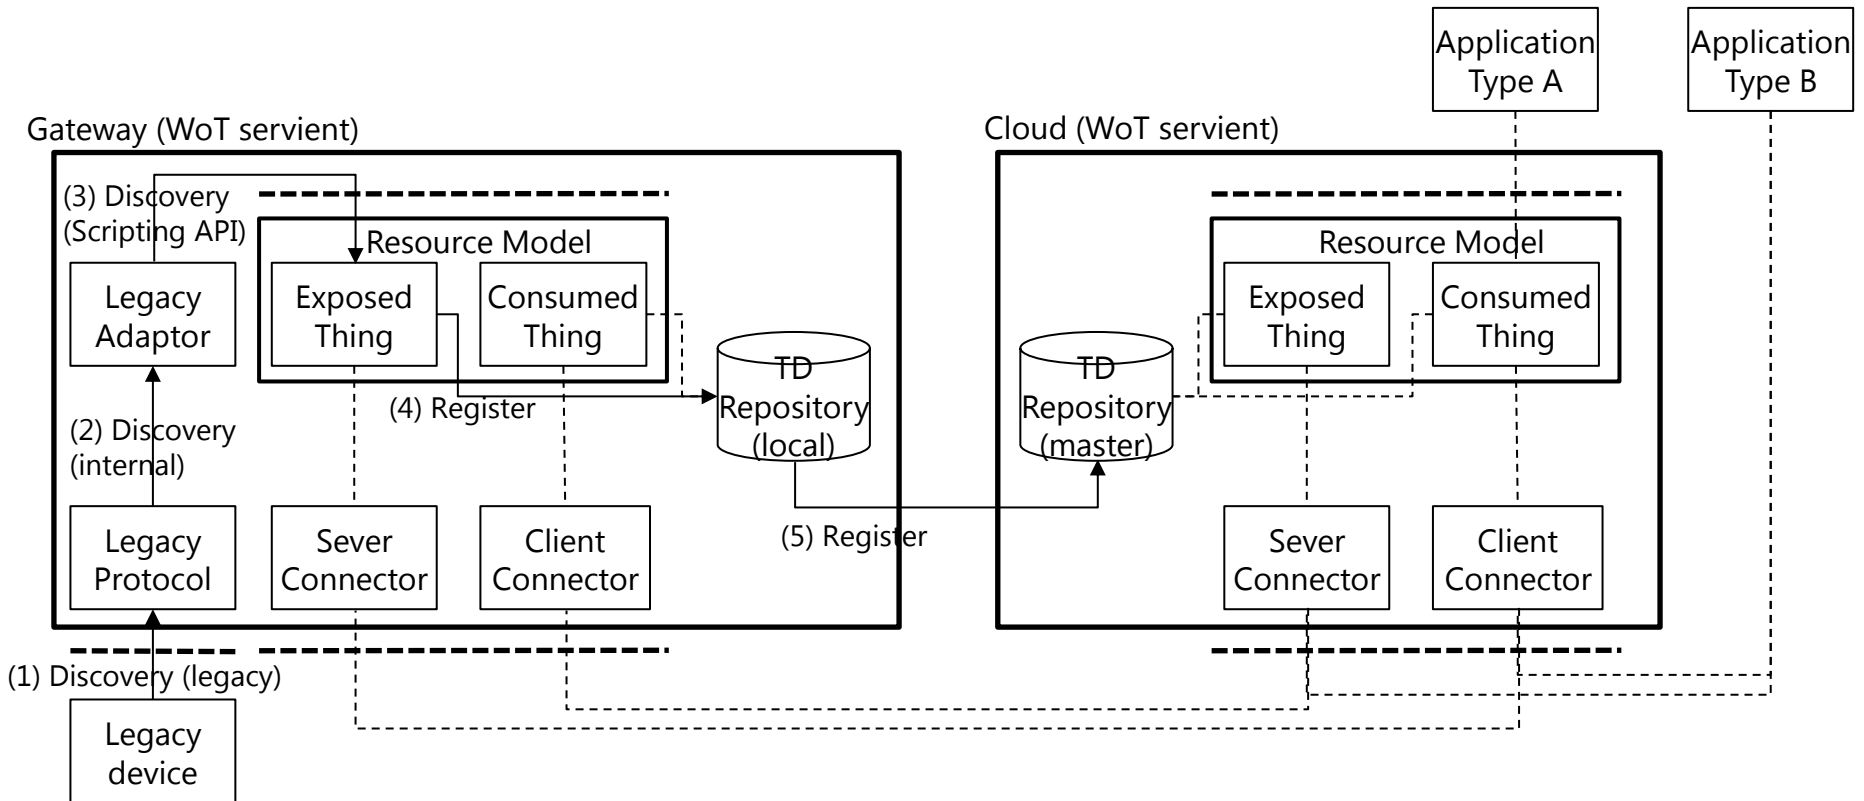 Application
Type A
Application
Type B
Gateway (WoT servient)
Cloud (WoT servient)
(3) Discovery
(Scripting API)
Resource Model
Legacy
Adaptor
Exposed
Thing
Consumed
Thing
TD
Repository
(local)
(4) Register
(2) Discovery
(internal)
Legacy
Protocol
Sever
Connector
Client
Connector
(5) Register
(1) Discovery (legacy)
Legacy
device
Resource Model
Exposed
Thing
Consumed
Thing
TD
Repository
(master)
Sever
Connector
Client
Connector